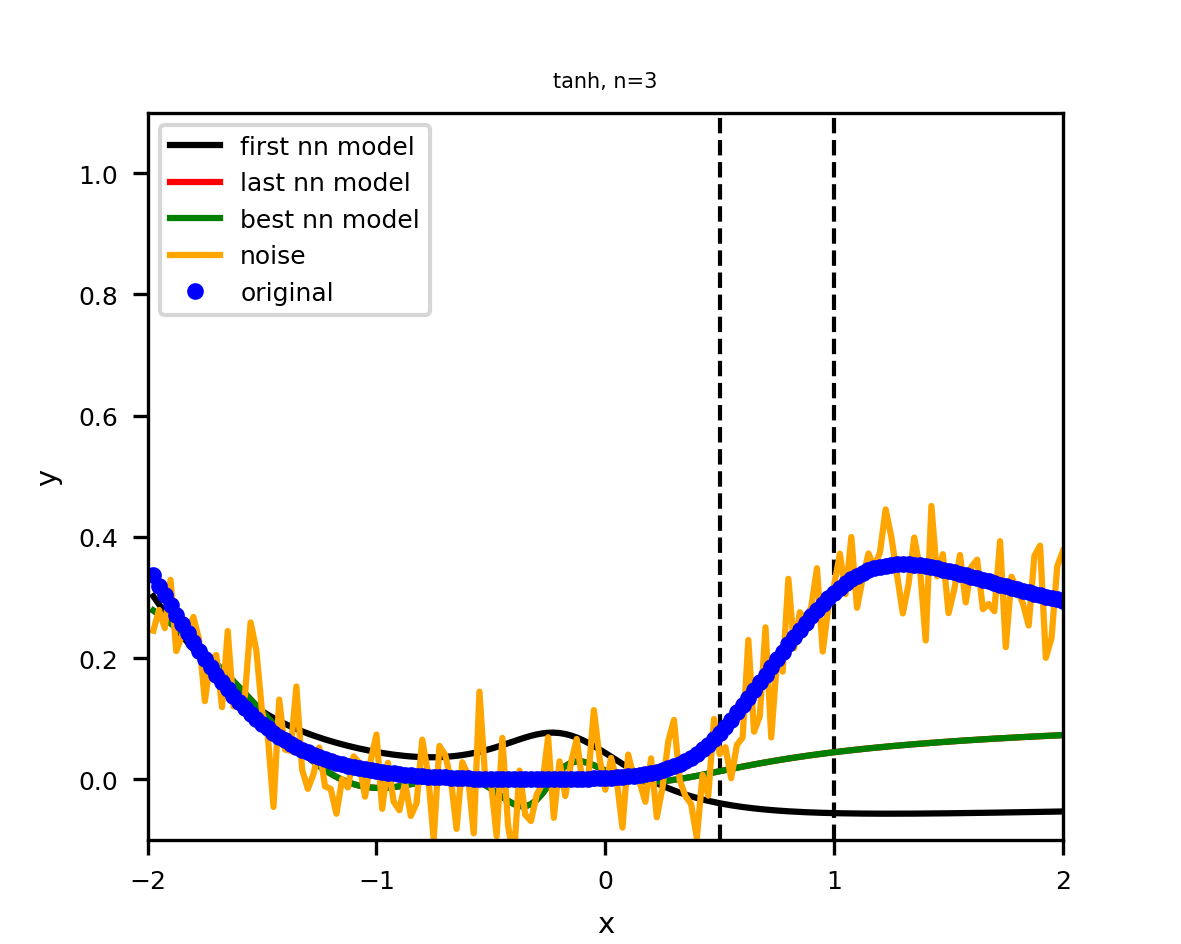 tanh, n=3
first nn model
last nn model
best nn model
noise
original
y
1.0
0.8
0.6
0.4
0.2
0.0
−2
−1
0
1
2
x